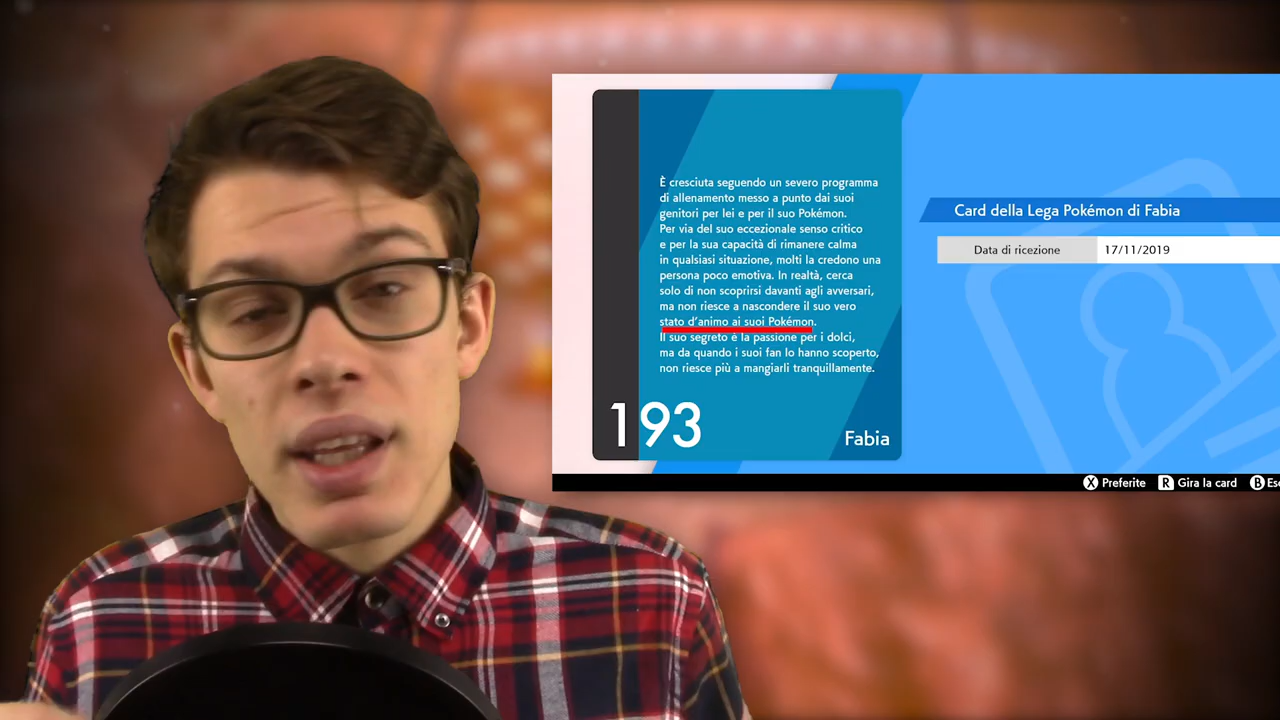 È cresciuta seguendo un severo programma
di allenamento messo a punto dai suoi
genitori per lei e per il suo Pokémon.
Per via del suo eccezionale senso critico
e per la sua capacità di rimanere calma
in qualsiasi situazione, molti la credono una
persona poco emotiva. In realtà, cerca
solo di non scoprirsi davanti agli avversari,
ma non riesce a nascondere il suo vero
stato d'animo ai suoi Pokémon.
Il suo segreto è la passione per i dolci,
ma da quando i suoi fan lo hanno scoperto,
non riesce più a mangiarli tranquillamente.
193
Fabia
Card della Lega Pokémon di Fabia
Data di ricezione 17/11/2019
X Preferite R Gira la card B